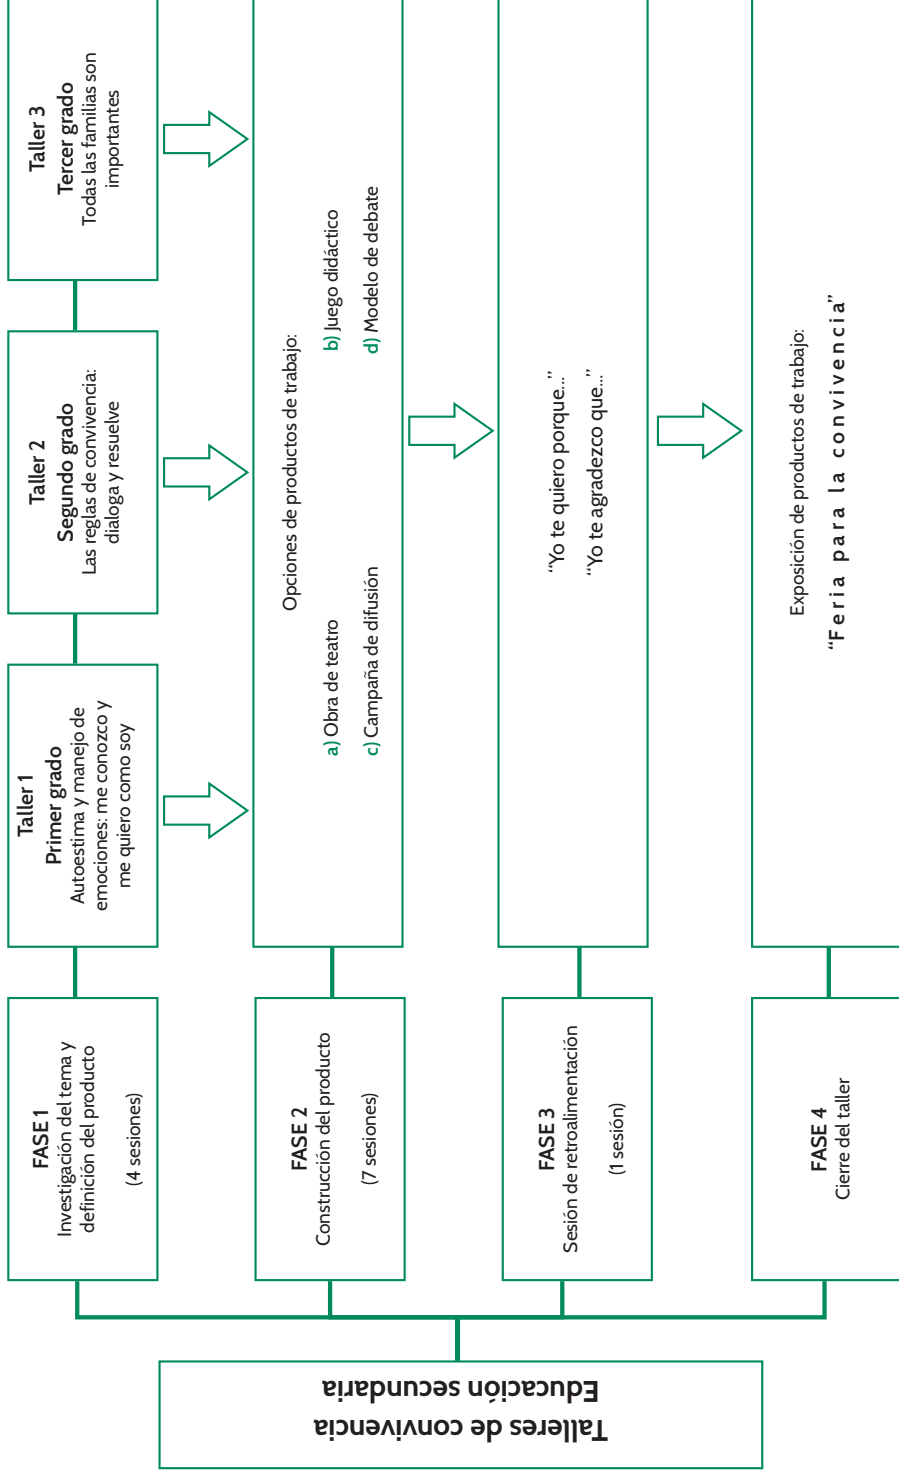 Talleres de convivencia
Educación secundaria
FASE 1
Investigación del tema y
definición del producto
(4 sesiones)
Taller 1
Primer grado
Autoestima y manejo de
emociones: me conozco y
me quiero como soy
Taller 2
Segundo grado
Las reglas de convivencia:
dialoga y resuelve
Taller 3
Tercer grado
Todas las familias son
importantes
FASE 2
Construcción del producto
(7 sesiones)
Opciones de productos de trabajo:
a) Obra de teatro
b) Juego didáctico
c) Campaña de difusión
d) Modelo de debate
FASE 3
Sesión de retroalimentación
(1 sesión)
“Yo te quiero porque...”
“Yo te agradezco que...”
FASE 4
Cierre del taller
Exposición de productos de trabajo:
“Feria para la convivencia”